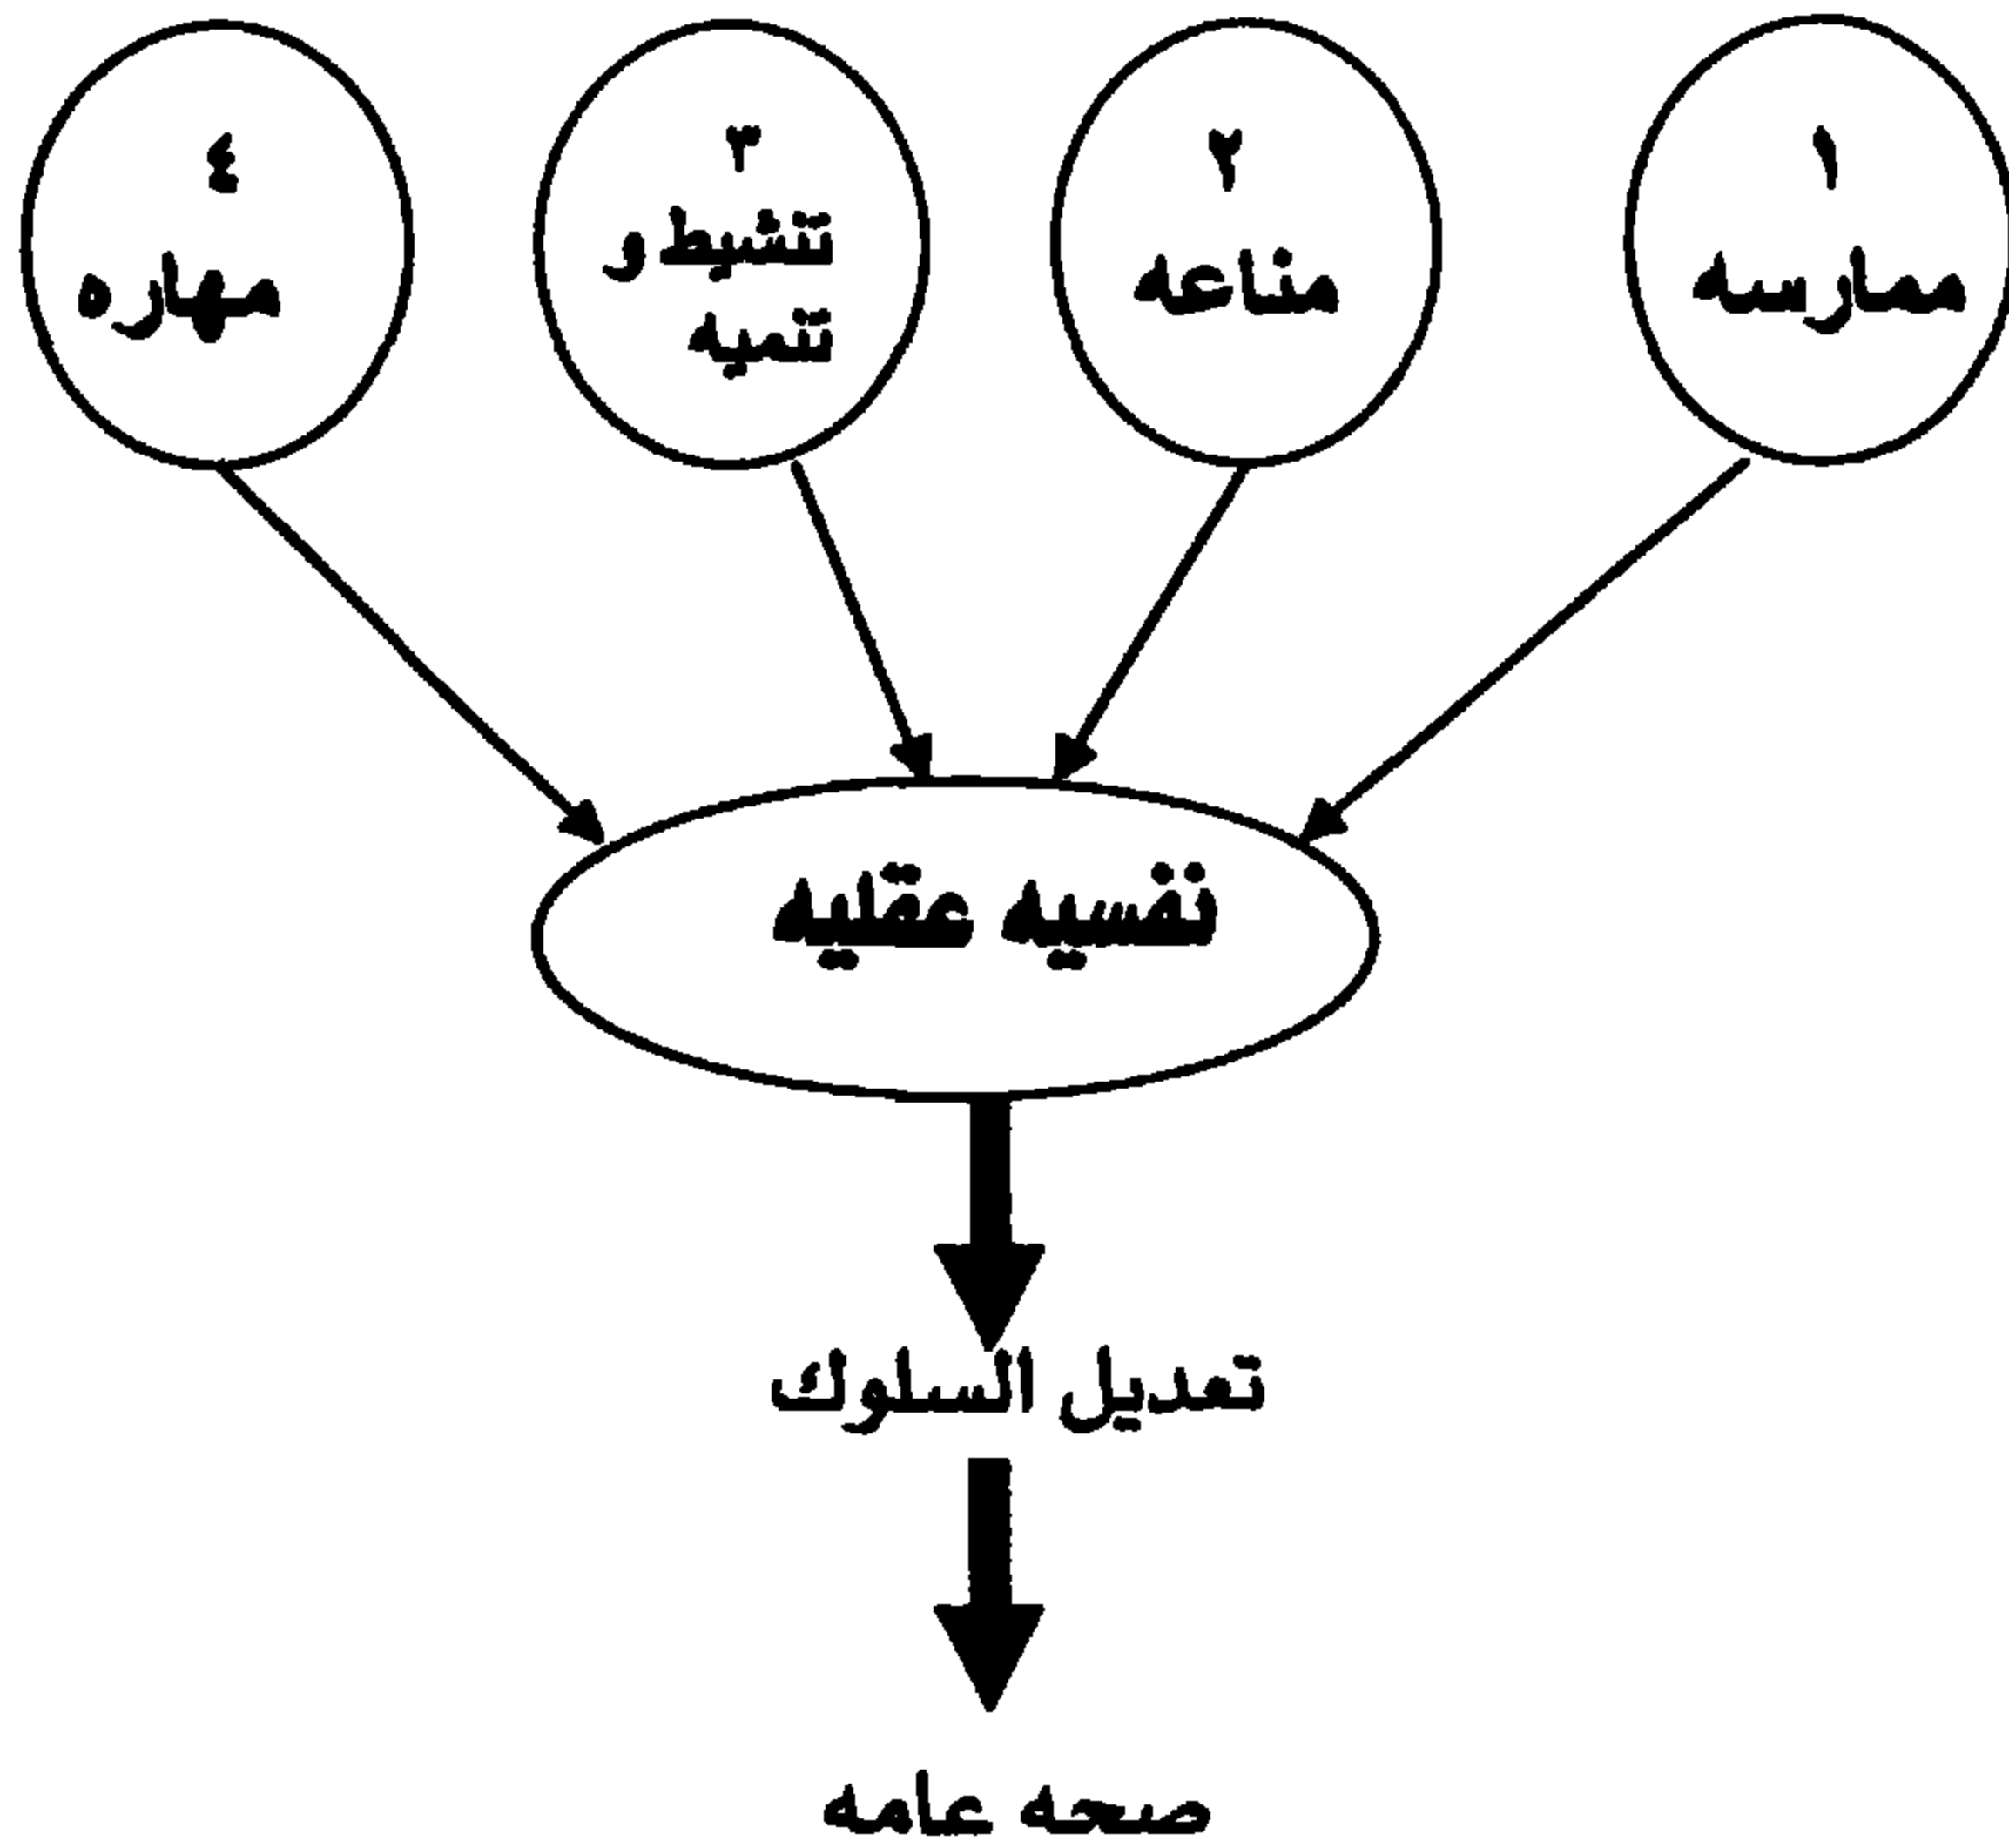 ١
ممارسه
٢
مناعه
٣
تنشيط و
تنميه
٤
مهاره
نفسيه عقليه
تعديل السلوك
صحه عامه